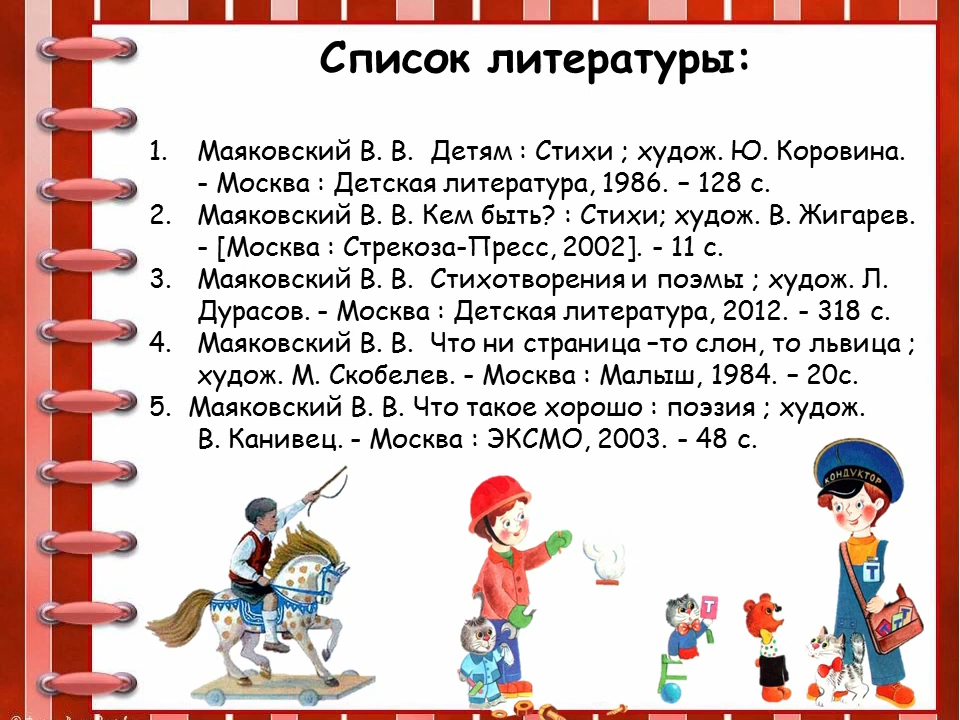 Список литературы:
1. Маяковский В. В. Детям : Стихи ; худож. Ю. Коровина.
- Москва : Детская литература, 1986. – 128 с.
2. Маяковский В. В. Кем быть? : Стихи; худож. В. Жигарев.
- [Москва : Стрекоза-Пресс, 2002]. - 11 с.
3. Маяковский В. В. Стихотворения и поэмы ; худож. Л.
Дурасов. - Москва : Детская литература, 2012. - 318 с.
4. Маяковский В. В. Что ни страница –то слон, то львица ;
худож. М. Скобелев. - Москва : Малыш, 1984. – 20с.
5. Маяковский В. В. Что такое хорошо : поэзия ; худож.
В. Канивец. - Москва : ЭКСМО, 2003. - 48 с.
КОНДУКТОР
Т
Т